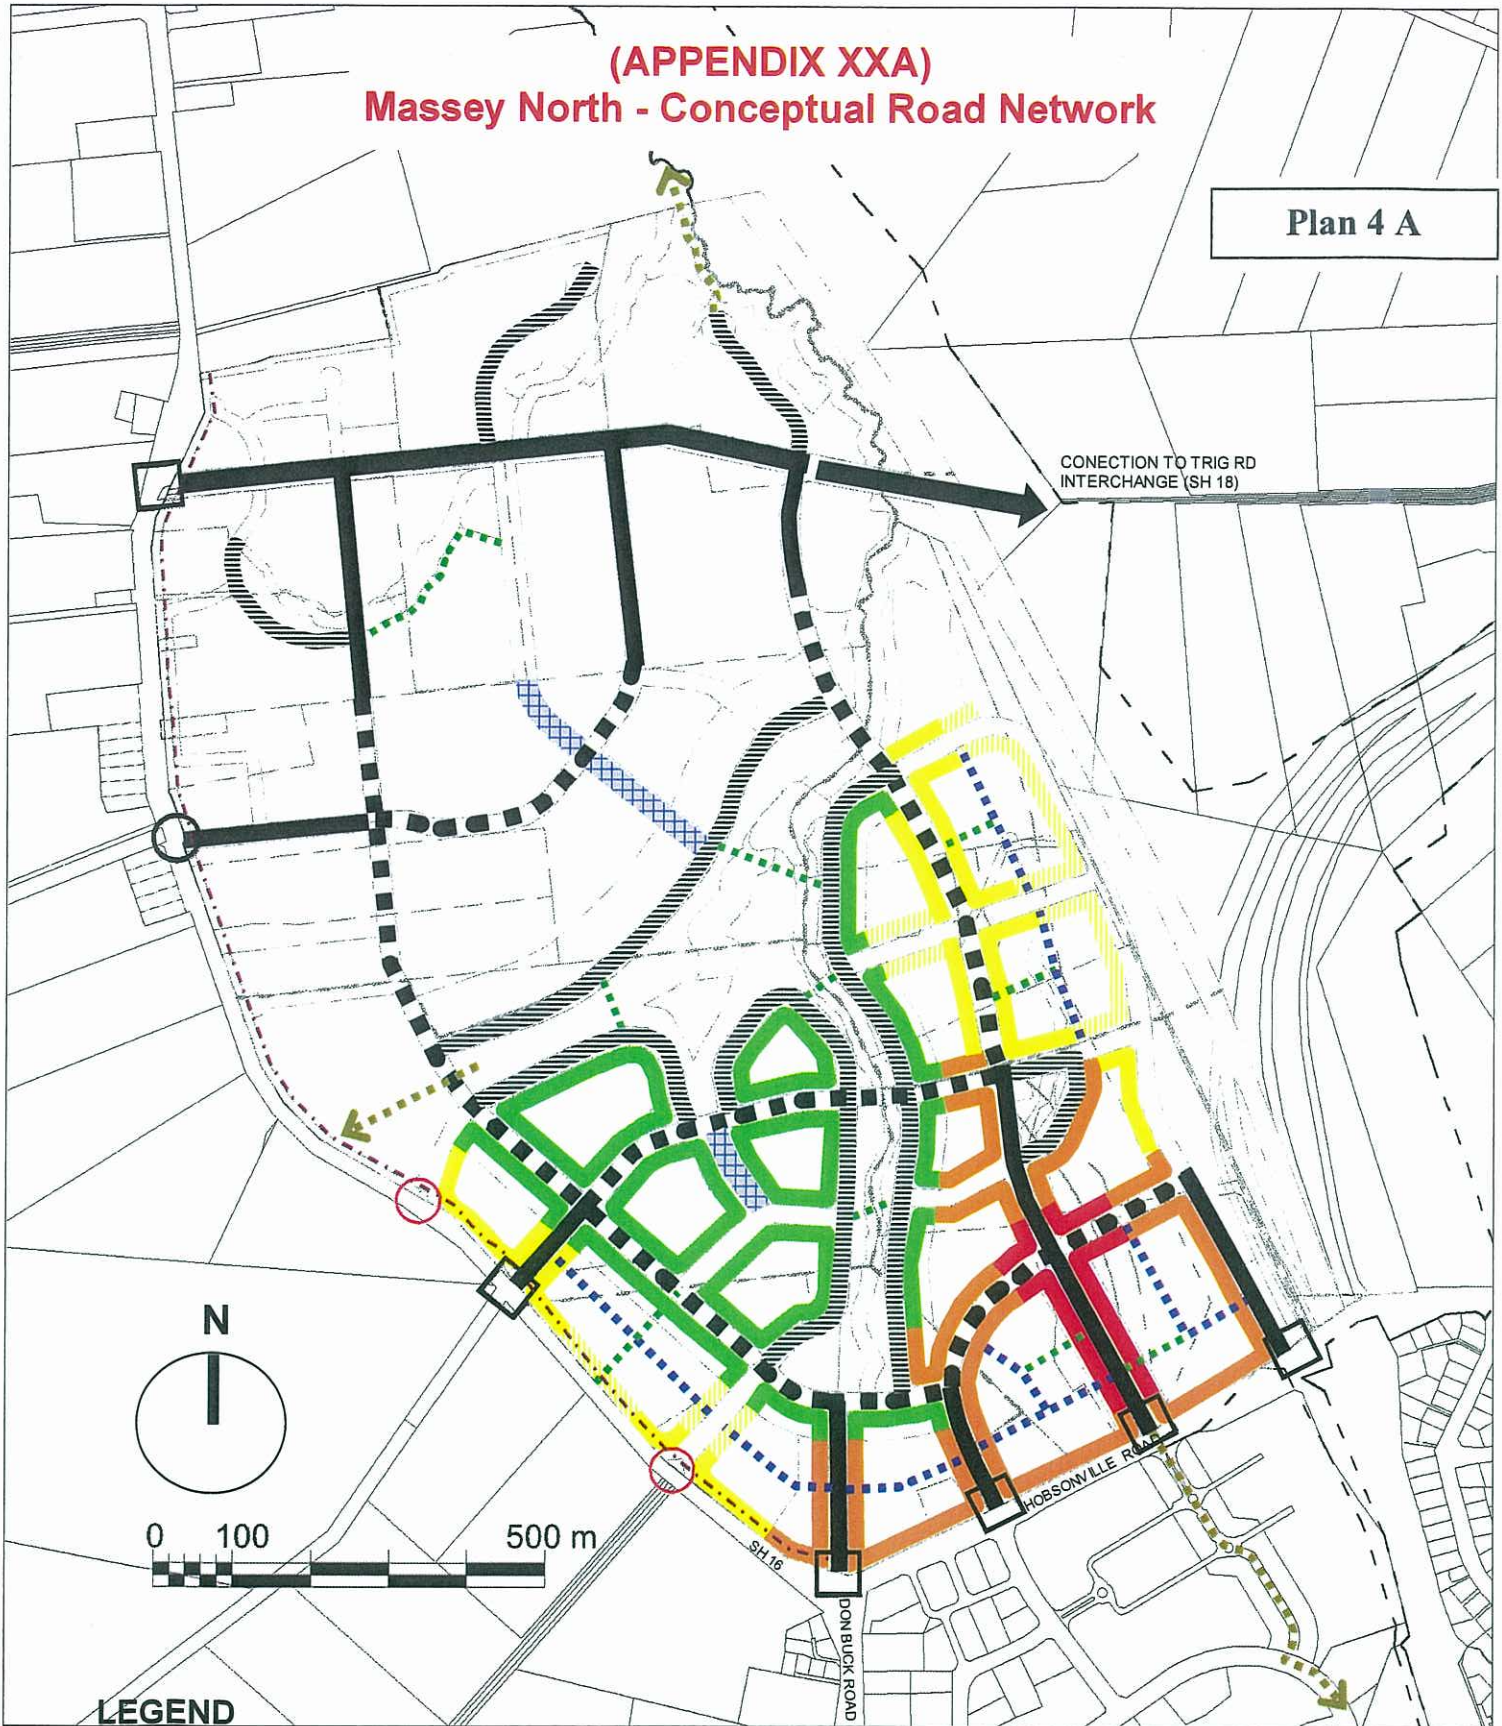 (APPENDIX XXA)
Massey North - Conceptual Road Network
Plan 4 A
CONECTION TO TRIG RD
INTERCHANGE (SH 18)
N
0 100 500 m
HOBSONVILLE ROAD
SH 16
DON BUCK ROAD
LEGEND